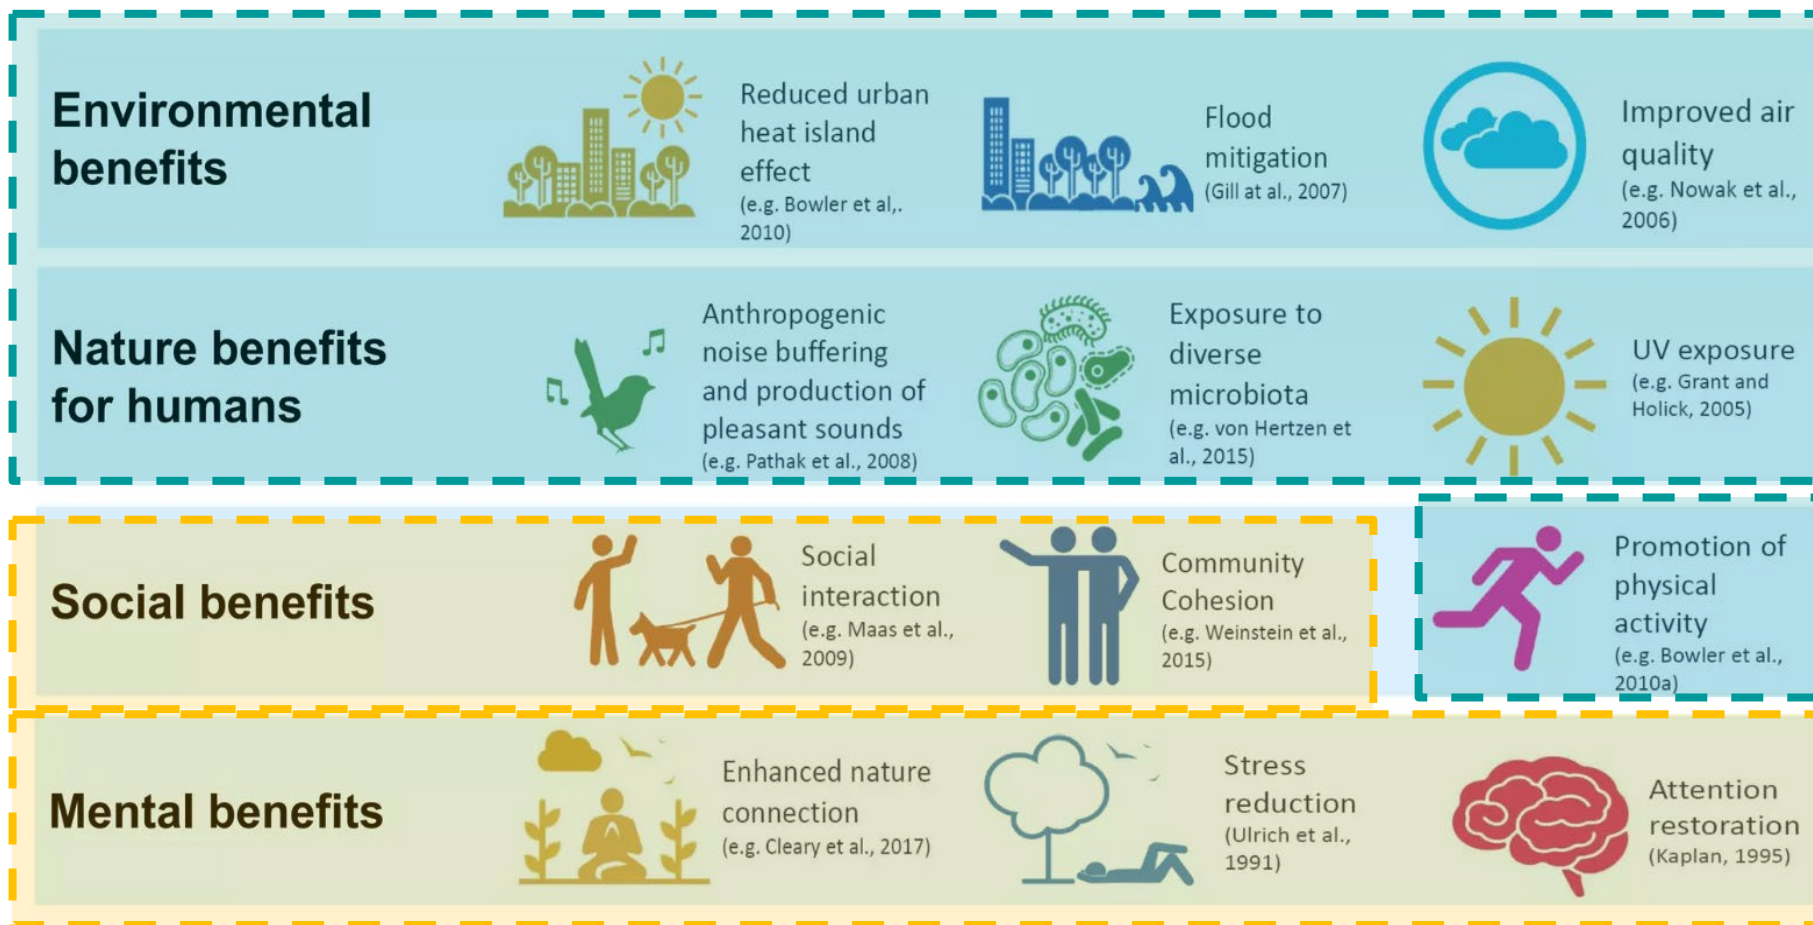 Environmental
benefits
Reduced urban
heat island
effect
(e.g. Bowler et al,.
2010)
Flood
mitigation
(Gill at al., 2007)
Improved air
quality
(e.g. Nowak et al.,
2006)
Nature benefits
for humans
Anthropogenic
noise buffering
and production of
pleasant sounds
(e.g. Pathak et al., 2008)
Exposure to
diverse
microbiota
(e.g. von Hertzen et
al., 2015)
UV exposure
(e.g. Grant and
Holick, 2005)
Social benefits
Social
interaction
(e.g. Maas et al.,
2009)
Community
Cohesion
(e.g. Weinstein et al.,
2015)
Promotion of
physical
activity
(e.g. Bowler et al.,
2010a)
Mental benefits
Enhanced nature
connection
(e.g. Cleary et al., 2017)
Stress
reduction
(Ulrich et al.,
1991)
Attention
restoration
(Kaplan, 1995)